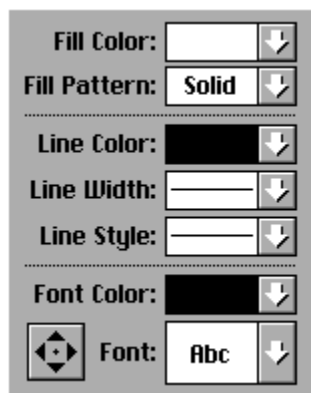 Fill Color:
Fill Pattern: Solid
Line Color:
Line Width:
Line Style:
Font Color:
Font: Abc